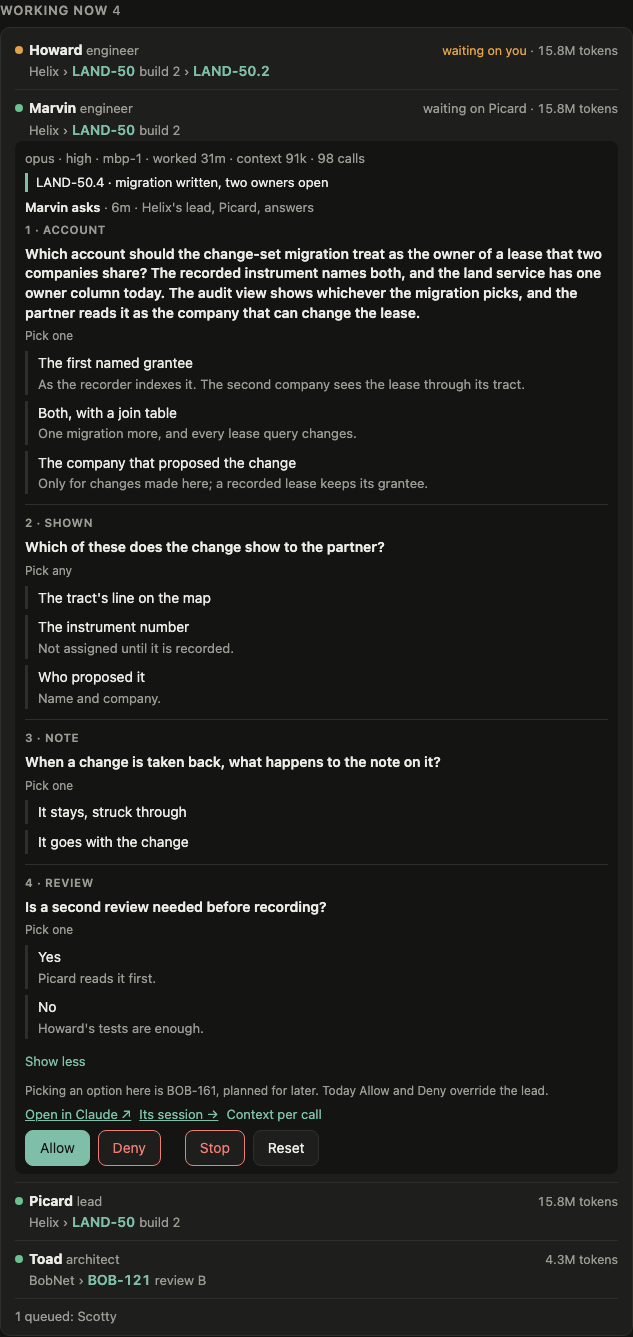 WORKING NOW 4
Howard engineer waiting on you · 15.8M tokens
Helix › LAND-50 build 2 › LAND-50.2
Marvin engineer waiting on Picard · 15.8M tokens
Helix › LAND-50 build 2
opus · high · mbp-1 · worked 31m · context 91k · 98 calls
LAND-50.4 · migration written, two owners open
Marvin asks · 6m · Helix's lead, Picard, answers
1 · ACCOUNT
Which account should the change-set migration treat as the owner of a lease that two
companies share? The recorded instrument names both, and the land service has one
owner column today. The audit view shows whichever the migration picks, and the
partner reads it as the company that can change the lease.
Pick one
The first named grantee
As the recorder indexes it. The second company sees the lease through its tract.
Both, with a join table
One migration more, and every lease query changes.
The company that proposed the change
Only for changes made here; a recorded lease keeps its grantee.
2 · SHOWN
Which of these does the change show to the partner?
Pick any
The tract's line on the map
The instrument number
Not assigned until it is recorded.
Who proposed it
Name and company.
3 · NOTE
When a change is taken back, what happens to the note on it?
Pick one
It stays, struck through
It goes with the change
4 · REVIEW
Is a second review needed before recording?
Pick one
Yes
Picard reads it first.
No
Howard's tests are enough.
Show less
Picking an option here is BOB-161, planned for later. Today Allow and Deny override the lead.
Open in Claude ↗ Its session → Context per call
Allow Deny Stop Reset
Picard lead 15.8M tokens
Helix › LAND-50 build 2
Toad architect 4.3M tokens
BobNet › BOB-121 review B
1 queued: Scotty